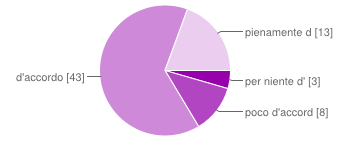 pienamente d [13]
d'accordo [43]
per niente d' [3]
poco d'accord [8]